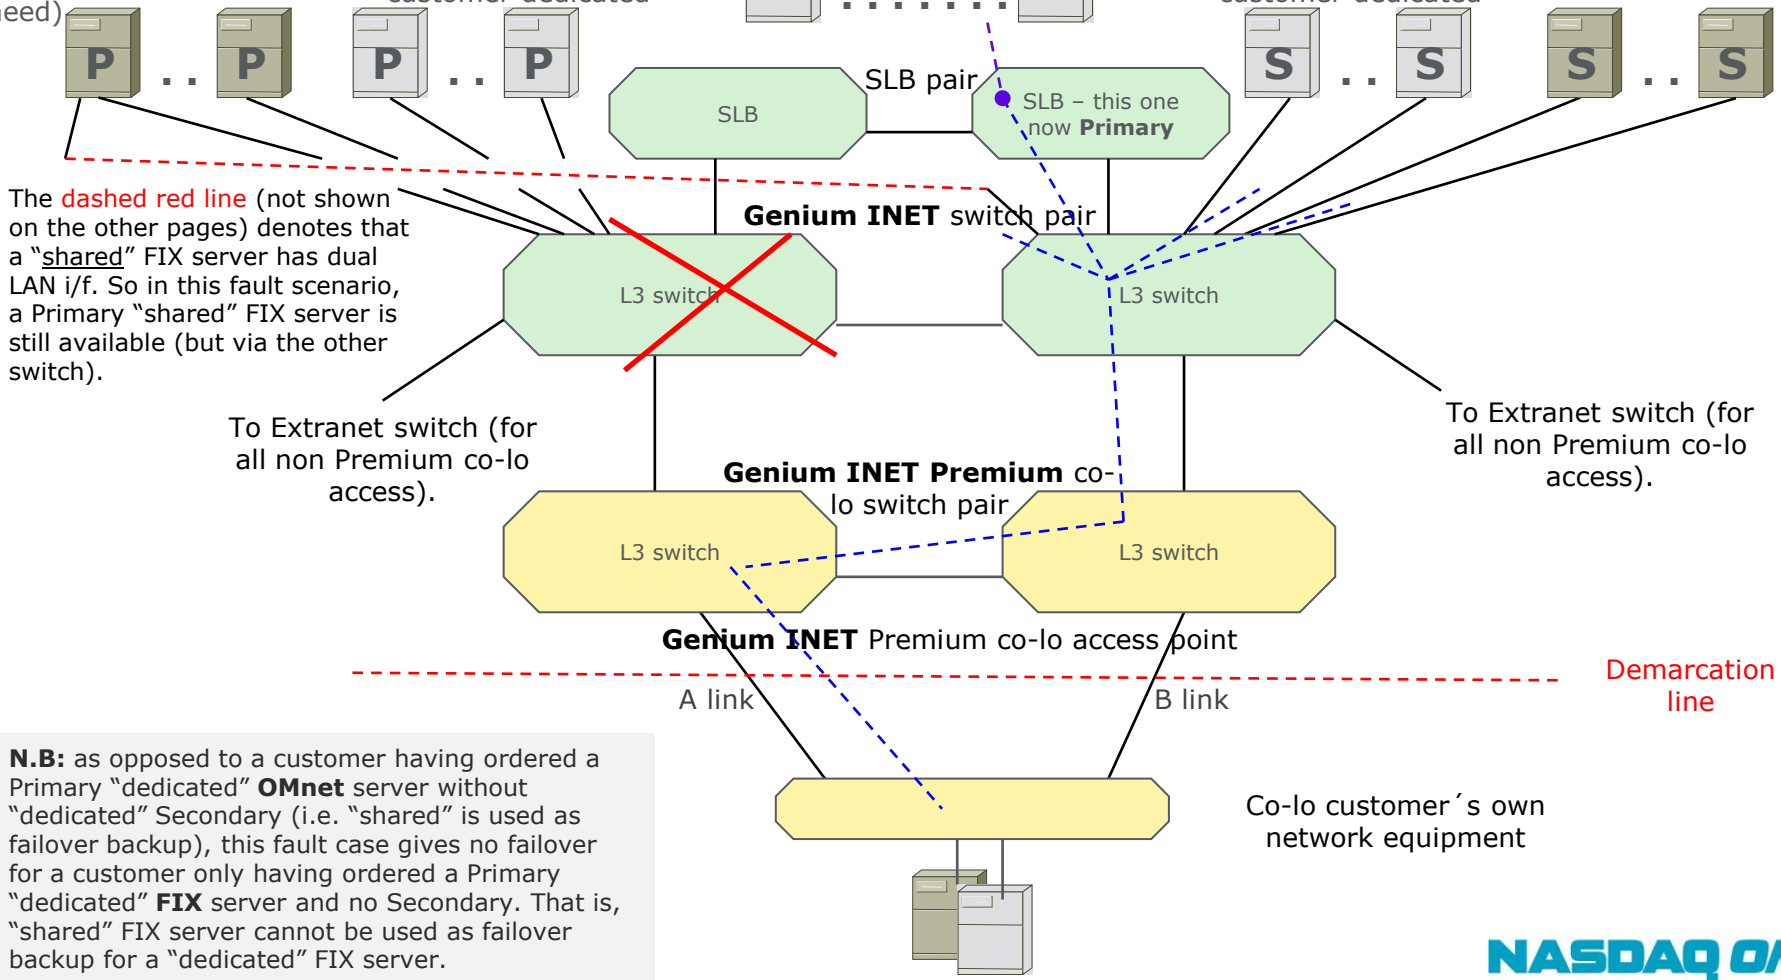 need)
customer dedicated
customer dedicated
P . . P P . . P
S . . S S . . S
SLB pair
SLB
SLB – this one
now Primary
The dashed red line (not shown
on the other pages) denotes that
a “shared” FIX server has dual
LAN i/f. So in this fault scenario,
a Primary “shared” FIX server is
still available (but via the other
switch).
Genium INET switch pair
L3 switch
L3 switch
To Extranet switch (for
all non Premium co-lo
access).
To Extranet switch (for
all non Premium co-lo
access).
Genium INET Premium co-
lo switch pair
L3 switch
L3 switch
Genium INET Premium co-lo access point
Demarcation
line
A link
B link
N.B: as opposed to a customer having ordered a
Primary “dedicated” OMnet server without
“dedicated” Secondary (i.e. “shared” is used as
failover backup), this fault case gives no failover
for a customer only having ordered a Primary
“dedicated” FIX server and no Secondary. That is,
“shared” FIX server cannot be used as failover
backup for a “dedicated” FIX server.
Co-lo customer´s own
network equipment
NASDAQ